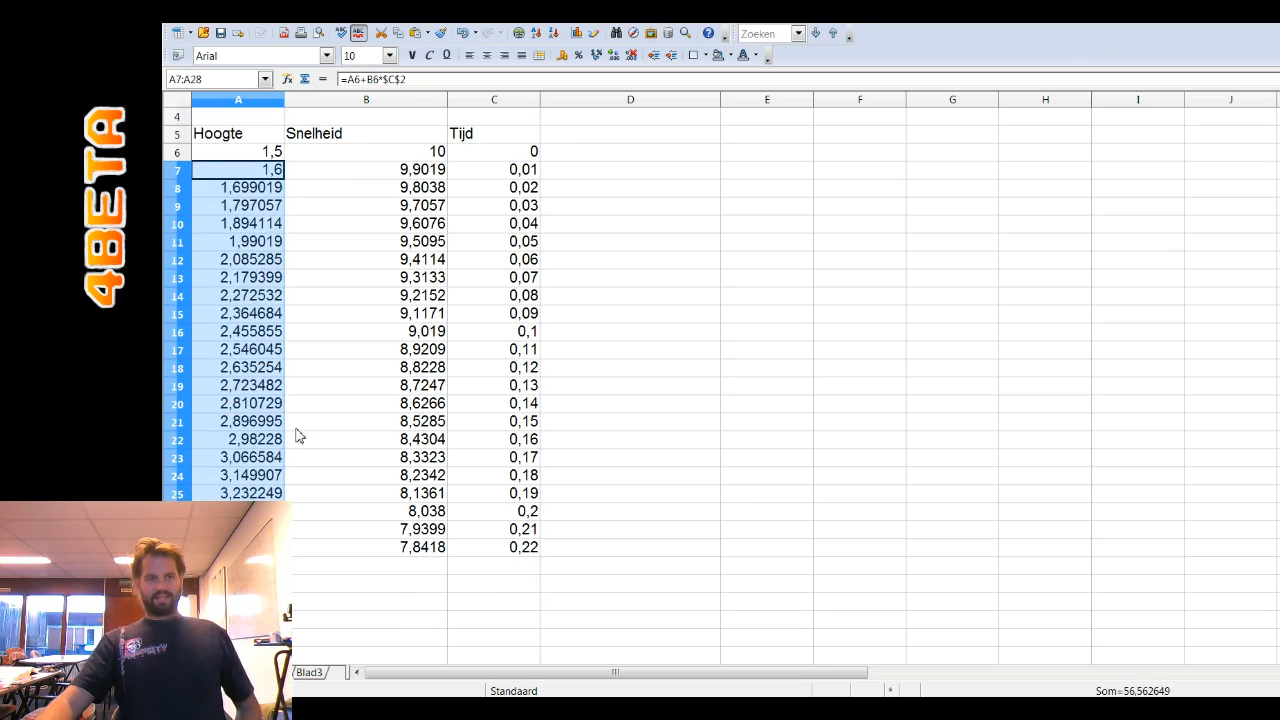 Arial
10
Zoeken
A7:A28
=A6+B6*$C$2
A B C D E F G H I J
4
5 Hoogte Snelheid Tijd
6 1,5 10 0
7 1,6 9,9019 0,01
8 1,699019 9,8038 0,02
9 1,797057 9,7057 0,03
10 1,894114 9,6076 0,04
11 1,99019 9,5095 0,05
12 2,085285 9,4114 0,06
13 2,179399 9,3133 0,07
14 2,272532 9,2152 0,08
15 2,364684 9,1171 0,09
16 2,455855 9,019 0,1
17 2,546045 8,9209 0,11
18 2,635254 8,8228 0,12
19 2,723482 8,7247 0,13
20 2,810729 8,6266 0,14
21 2,896995 8,5285 0,15
22 2,98228 8,4304 0,16
23 3,066584 8,3323 0,17
24 3,149907 8,2342 0,18
25 3,232249 8,1361 0,19
8,038 0,2
7,9399 0,21
7,8418 0,22
Blad3
Standaard * Som=56,562649
4BETA